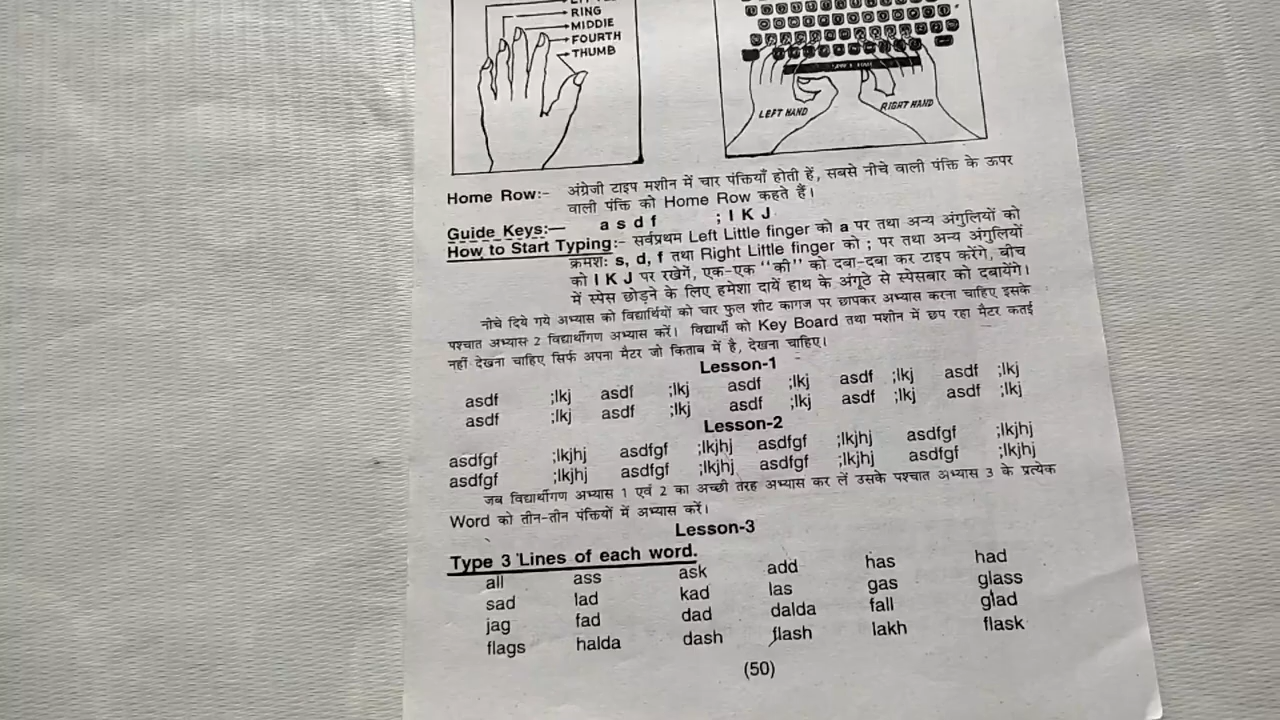 RING
MIDDIE
FOURTH
THUMB
LEFT HAND
RIGHT HAND
Home Row:- अंग्रेजी टाइप मशीन में चार पंक्तियाँ होती हें, सबसे नीचे वाली पंक्ति के ऊपर
वाली पंक्ति को Home Row कहते हैं।
Guide Keys:— a s d f ; l K J
How to Start Typing:- सर्वप्रथम Left Little finger को a पर तथा अन्य अंगुलियों को
क्रमशः s, d, f तथा Right Little finger को ; पर तथा अन्य अंगुलियों
को l K J पर रखेगें, एक-एक "की" को दबा-दबा कर टाइप करेंगे, बीच
में स्पेस छोड़ने के लिए हमेशा दायें हाथ के अंगूठे से स्पेसबार को दबायेंगे।
नीचे दिये गये अभ्यास को विद्यार्थियों को चार फुल शीट कागज पर छापकर अभ्यास करना चाहिए इसके
पश्चात अभ्यास 2 विद्यार्थीगण अभ्यास करें। विद्यार्थी को Key Board तथा मशीन में छप रहा मैटर कतई
नहीं देखना चाहिए सिर्फ अपना मैटर जो किताब में है, देखना चाहिए।
Lesson-1
asdf ;lkj asdf ;lkj asdf ;lkj asdf ;lkj asdf ;lkj
asdf ;lkj asdf ;lkj asdf ;lkj asdf ;lkj asdf ;lkj
Lesson-2
asdfgf ;lkjhj asdfgf ;lkjhj asdfgf ;lkjhj asdfgf ;lkjhj
asdfgf ;lkjhj asdfgf ;lkjhj asdfgf ;lkjhj asdfgf ;lkjhj
जब विद्यार्थीगण अभ्यास 1 एवं 2 का अच्छी तरह अभ्यास कर लें उसके पश्चात अभ्यास 3 के प्रत्येक
Word को तीन-तीन पंक्तियों में अभ्यास करें।
Lesson-3
Type 3 Lines of each word.
all ass ask add has had
sad lad kad las gas glass
jag fad dad dalda fall glad
flags halda dash flash lakh flask
(50)